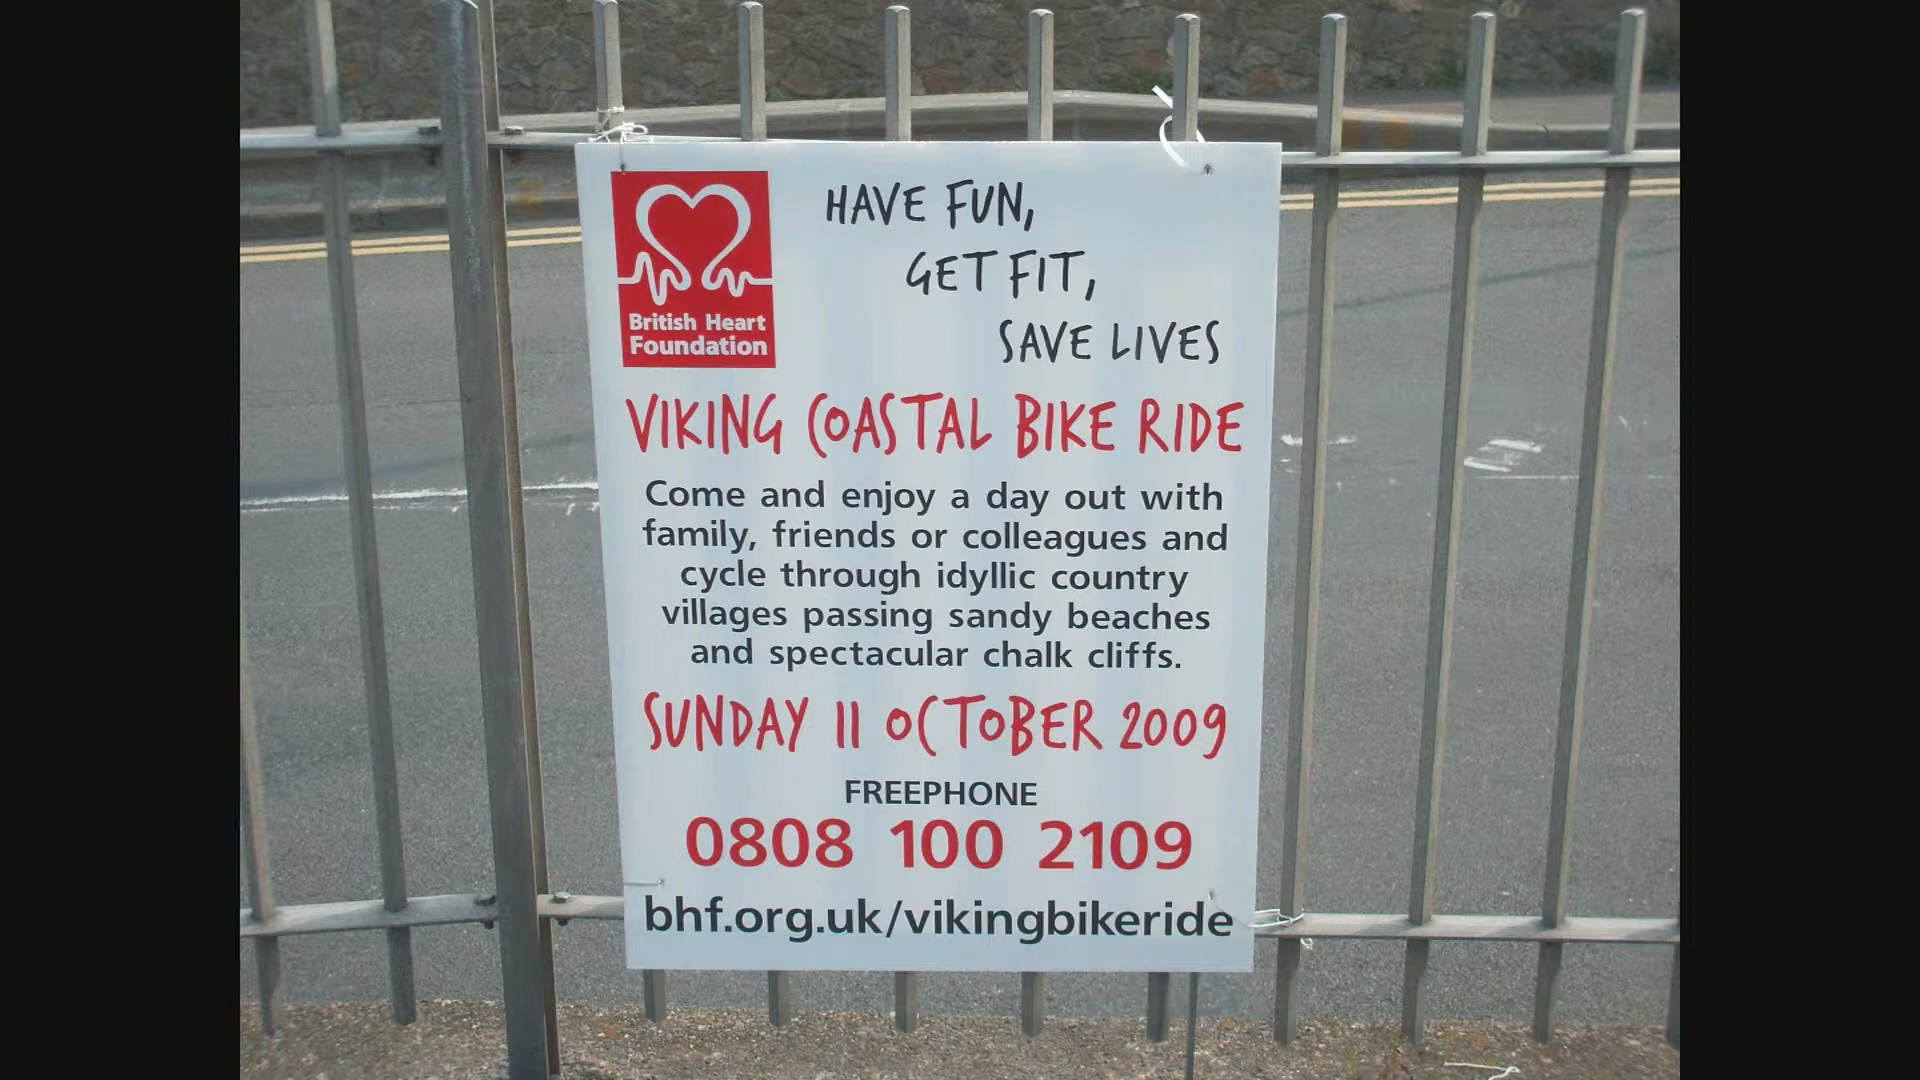 British Heart
Foundation
HAVE FUN,
GET FIT,
SAVE LIVES
VIKING COASTAL BIKE RIDE
Come and enjoy a day out with
family, friends or colleagues and
cycle through idyllic country
villages passing sandy beaches
and spectacular chalk cliffs.
SUNDAY 11 OCTOBER 2009
FREEPHONE
0808 100 2109
bhf.org.uk/vikingbikeride